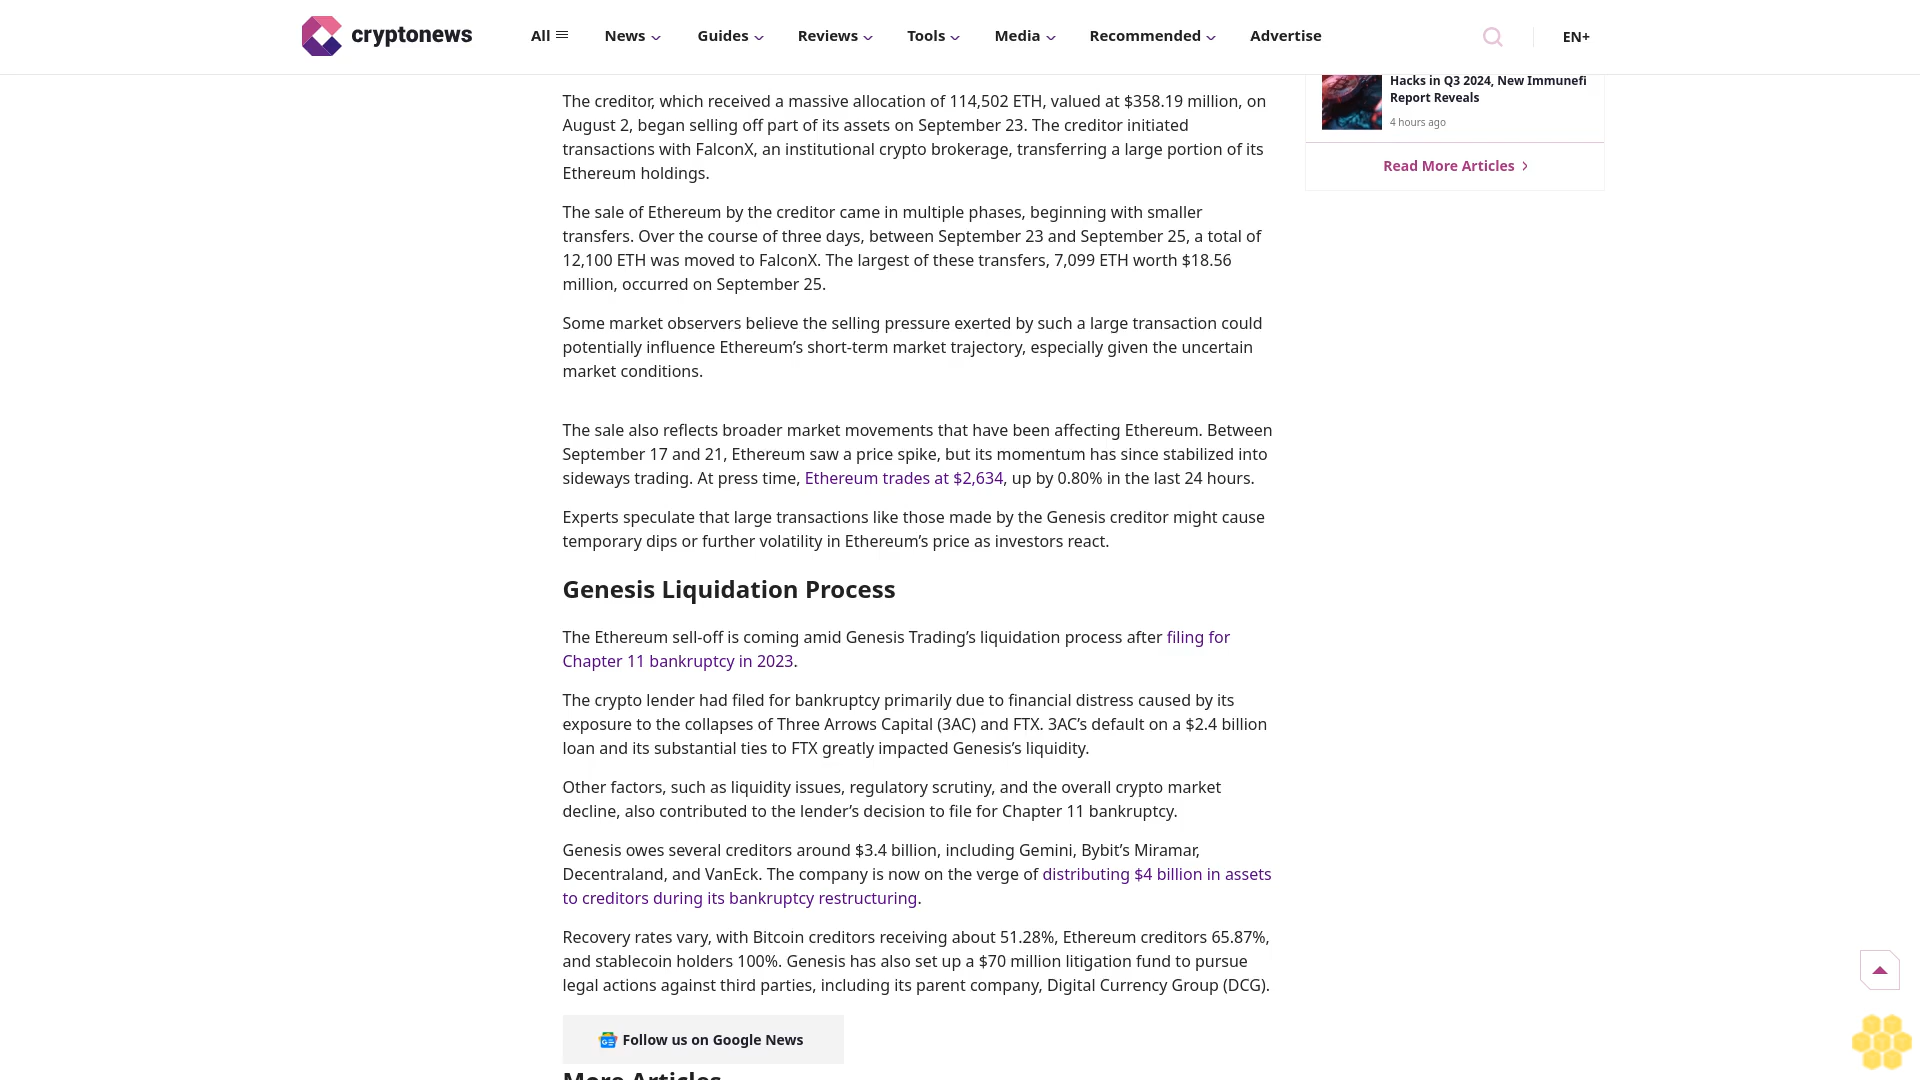 cryptonews
All
News
Guides
Reviews
Tools
Media
Recommended
Advertise
EN+
The creditor, which received a massive allocation of 114,502 ETH, valued at $358.19 million, on
August 2, began selling off part of its assets on September 23. The creditor initiated
transactions with FalconX, an institutional crypto brokerage, transferring a large portion of its
Ethereum holdings.
The sale of Ethereum by the creditor came in multiple phases, beginning with smaller
transfers. Over the course of three days, between September 23 and September 25, a total of
12,100 ETH was moved to FalconX. The largest of these transfers, 7,099 ETH worth $18.56
million, occurred on September 25.
Some market observers believe the selling pressure exerted by such a large transaction could
potentially influence Ethereum’s short-term market trajectory, especially given the uncertain
market conditions.
The sale also reflects broader market movements that have been affecting Ethereum. Between
September 17 and 21, Ethereum saw a price spike, but its momentum has since stabilized into
sideways trading. At press time, Ethereum trades at $2,634, up by 0.80% in the last 24 hours.
Experts speculate that large transactions like those made by the Genesis creditor might cause
temporary dips or further volatility in Ethereum’s price as investors react.
Genesis Liquidation Process
The Ethereum sell-off is coming amid Genesis Trading’s liquidation process after filing for
Chapter 11 bankruptcy in 2023.
The crypto lender had filed for bankruptcy primarily due to financial distress caused by its
exposure to the collapses of Three Arrows Capital (3AC) and FTX. 3AC’s default on a $2.4 billion
loan and its substantial ties to FTX greatly impacted Genesis’s liquidity.
Other factors, such as liquidity issues, regulatory scrutiny, and the overall crypto market
decline, also contributed to the lender’s decision to file for Chapter 11 bankruptcy.
Genesis owes several creditors around $3.4 billion, including Gemini, Bybit’s Miramar,
Decentraland, and VanEck. The company is now on the verge of distributing $4 billion in assets
to creditors during its bankruptcy restructuring.
Recovery rates vary, with Bitcoin creditors receiving about 51.28%, Ethereum creditors 65.87%,
and stablecoin holders 100%. Genesis has also set up a $70 million litigation fund to pursue
legal actions against third parties, including its parent company, Digital Currency Group (DCG).
Follow us on Google News
More Articles
Hacks in Q3 2024, New Immunefi
Report Reveals
4 hours ago
Read More Articles